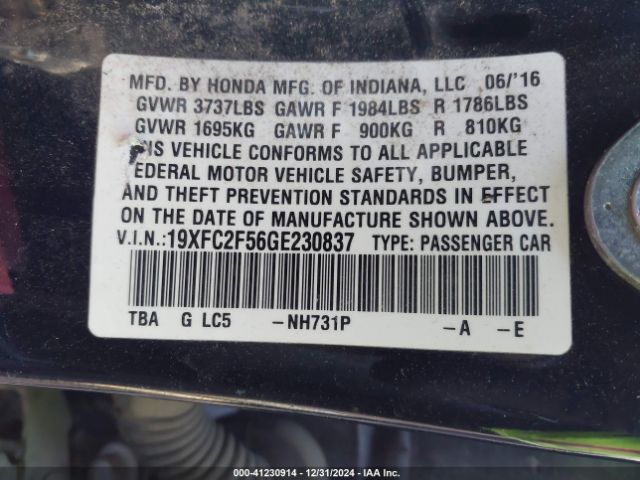 MFD. BY HONDA MFG. OF INDIANA, LLC 06/'16
GVWR 3737LBS GAWR F 1984LBS R 1786LBS
GVWR 1695KG GAWR F 900KG R 810KG
IS VEHICLE CONFORMS TO ALL APPLICABLE
EDERAL MOTOR VEHICLE SAFETY, BUMPER,
AND THEFT PREVENTION STANDARDS IN EFFECT
ON THE DATE OF MANUFACTURE SHOWN ABOVE.
V.I.N.:19XFC2F56GE230837 TYPE: PASSENGER CAR
TBA G LC5 -NH731P -A -E
000-41230914 - 12/31/2024 - IAA Inc.